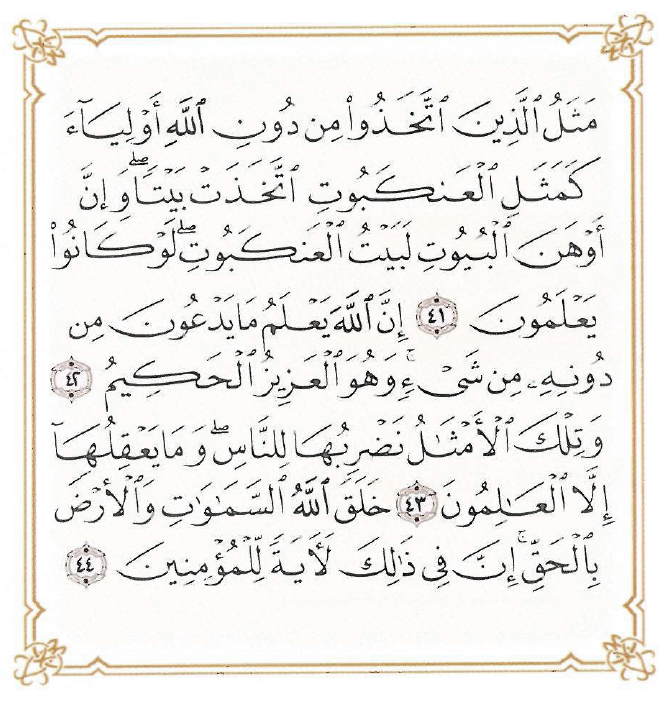 مَثَلُ ٱلَّذِينَ ٱتَّخَذُوا۟ مِن دُونِ ٱللَّهِ أَوْلِيَآءَ
كَمَثَلِ ٱلْعَنكَبُوتِ ٱتَّخَذَتْ بَيْتًاۖ وَإِنَّ
أَوْهَنَ ٱلْبُيُوتِ لَبَيْتُ ٱلْعَنكَبُوتِۖ لَوْ كَانُوا۟
يَعْلَمُونَ ٤١ إِنَّ ٱللَّهَ يَعْلَمُ مَا يَدْعُونَ مِن
دُونِهِۦ مِن شَىْءٍۚ وَهُوَ ٱلْعَزِيزُ ٱلْحَكِيمُ ٤٢
وَتِلْكَ ٱلْأَمْثَٰلُ نَضْرِبُهَا لِلنَّاسِۖ وَمَا يَعْقِلُهَآ
إِلَّا ٱلْعَٰلِمُونَ ٤٣ خَلَقَ ٱللَّهُ ٱلسَّمَٰوَٰتِ وَٱلْأَرْضَ
بِٱلْحَقِّۚ إِنَّ فِى ذَٰلِكَ لَـَٔايَةً لِّلْمُؤْمِنِينَ ٤٤